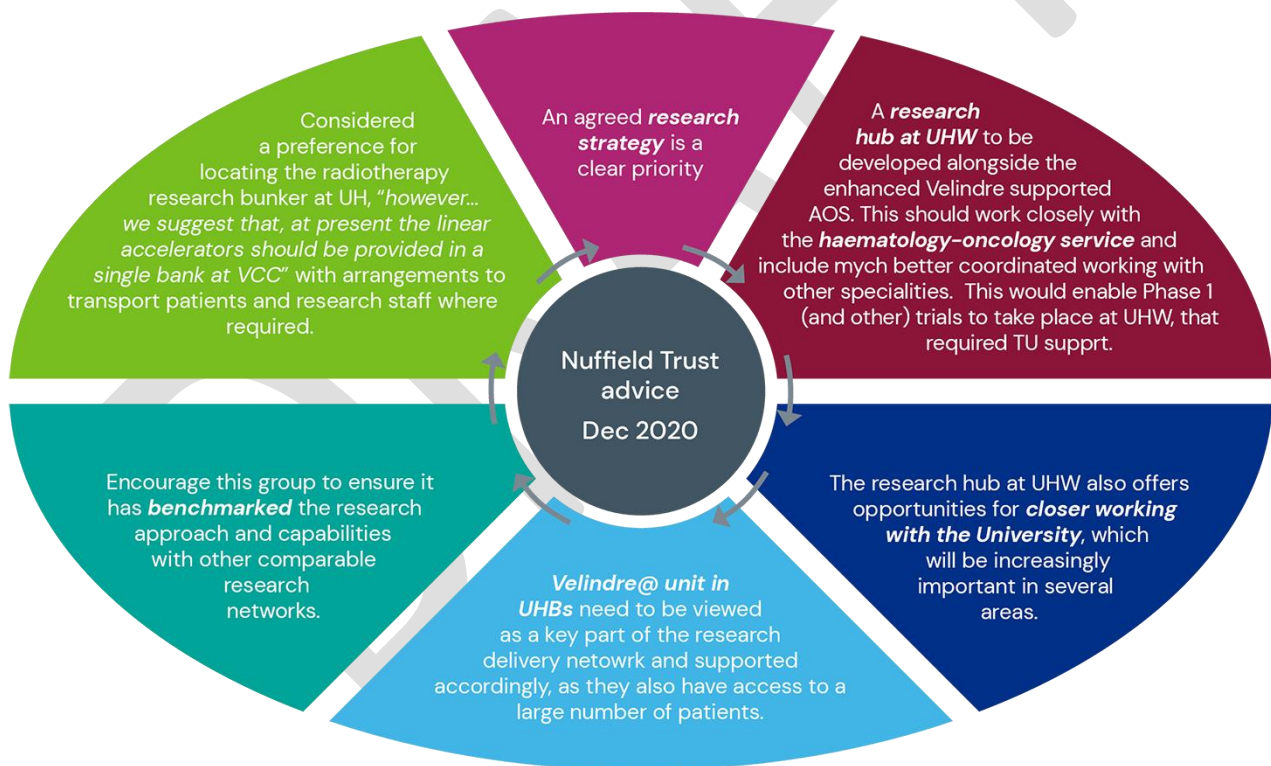 An agreed research
strategy is a
clear priority
A research
hub at UHW to be
developed alongside the
enhanced Velindre supported
AOS. This should work closely with
the haematology-oncology service and
include mych better coordinated working with
other specialities. This would enable Phase 1
(and other) trials to take place at UHW, that
required TU supprt.
The research hub at UHW also offers
opportunities for closer working
with the University, which
will be increasingly
important in several
areas.
Velindre@ unit in
UHBs need to be viewed
as a key part of the research
delivery netowrk and supported
accordingly, as they also have access to a
large number of patients.
Encourage this group to ensure it
has benchmarked the research
approach and capabilities
with other comparable
research
networks.
Considered
a preference for
locating the radiotherapy
research bunker at UH, “however...
we suggest that, at present the linear
accelerators should be provided in a
single bank at VCC” with arrangements to
transport patients and research staff where
required.
Nuffield Trust
advice
Dec 2020